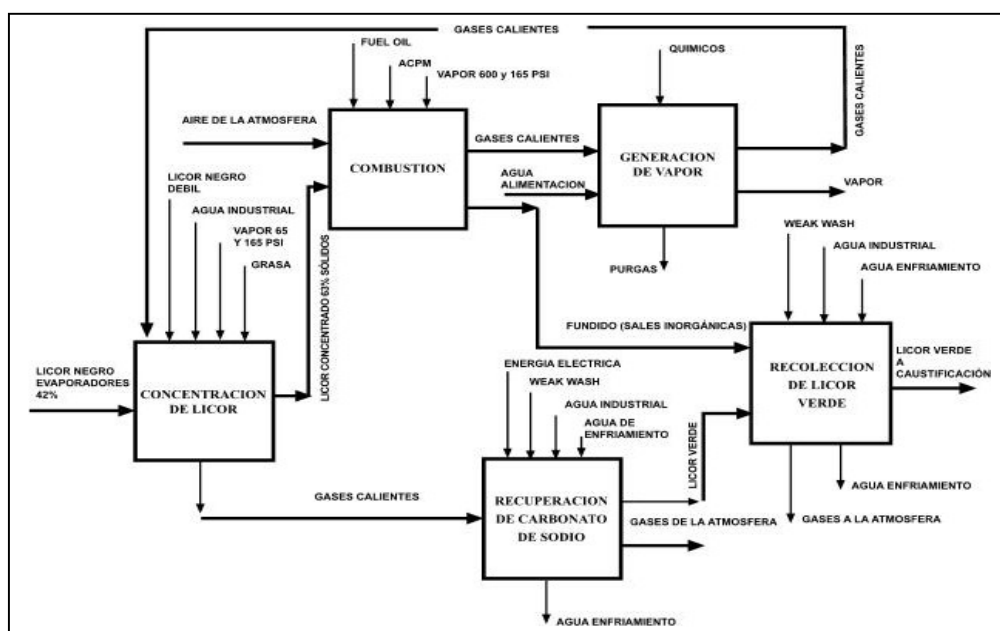 GASES CALIENTES
FUEL OIL
ACPM
VAPOR 600 y 165 PSI
QUIMICOS
GASES CALIENTES
AIRE DE LA ATMOSFERA
COMBUSTION
GASES CALIENTES
GENERACION
DE VAPOR
AGUA
ALIMENTACION
VAPOR
PURGAS
LICOR NEGRO
DEBIL
AGUA INDUSTRIAL
VAPOR 65
Y 165 PSI
GRASA
LICOR CONCENTRADO 63% SÓLIDOS
WEAK WASH
AGUA INDUSTRIAL
AGUA ENFRIAMIENTO
FUNDIDO (SALES INORGÁNICAS)
LICOR NEGRO
EVAPORADORES
42%
CONCENTRACION
DE LICOR
RECOLECCION
DE LICOR
VERDE
LICOR VERDE
A
CAUSTIFICACIÓN
ENERGIA ELECTRICA
WEAK WASH
AGUA INDUSTRIAL
AGUA DE
ENFRIAMIENTO
LICOR VERDE
GASES CALIENTES
RECUPERACION
DE CARBONATO
DE SODIO
GASES DE LA ATMOSFERA
AGUA ENFRIAMIENTO
GASES A LA ATMOSFERA
AGUA ENFRIAMIENTO